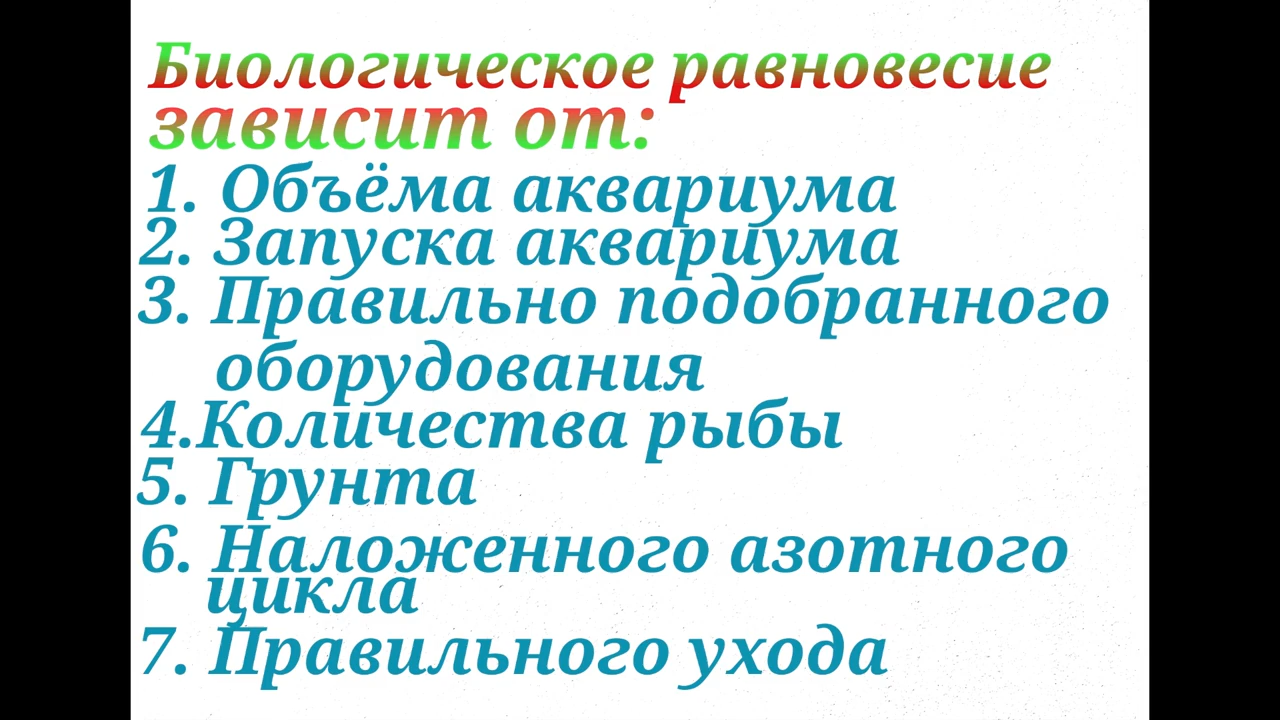 Биологическое равновесие
зависит от:
1. Объёма аквариума
2. Запуска аквариума
3. Правильно подобранного
оборудования
4.Количества рыбы
5. Грунта
6. Наложенного азотного
цикла
7. Правильного ухода